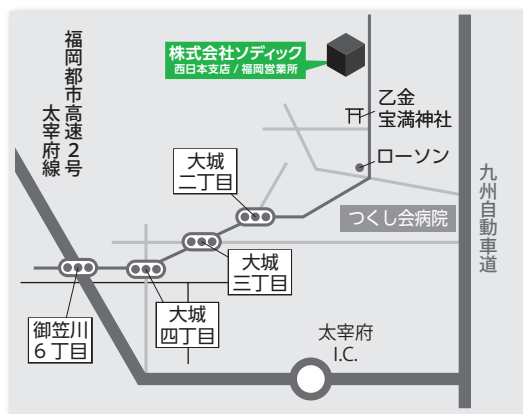 福岡都市高速2号
太宰府線
株式会社ソディック
西日本支店 / 福岡営業所
乙金
宝満神社
ローソン
大城
二丁目
つくし会病院
九州自動車道
大城
三丁目
大城
四丁目
御笠川
6丁目
太宰府
I.C.